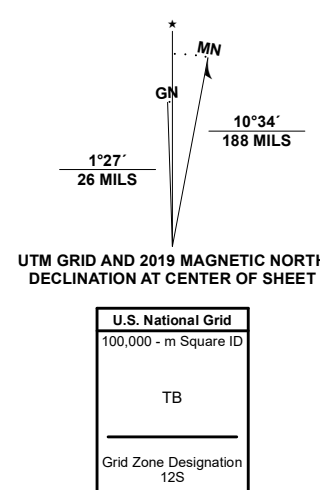 ★
MN
GN
10°34´
188 MILS
1°27´
26 MILS
UTM GRID AND 2019 MAGNETIC NORTH
DECLINATION AT CENTER OF SHEET
U.S. National Grid
100,000 - m Square ID
TB
Grid Zone Designation
12S